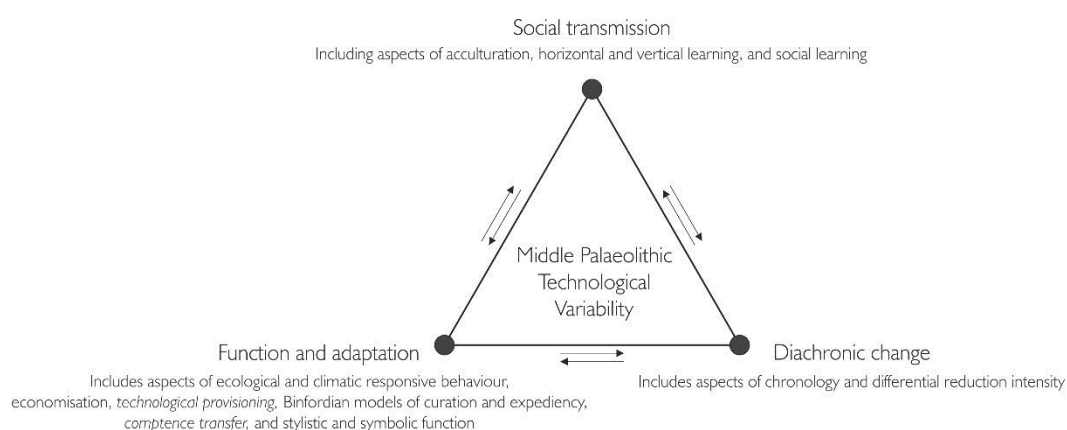 Social transmission
Including aspects of acculturation, horizontal and vertical learning, and social learning
Middle Palaeolithic
Technological
Variability
Function and adaptation
Includes aspects of ecological and climatic responsive behaviour,
economisation, technological provisioning, Binfordian models of curation and expediency,
comptence transfer, and stylistic and symbolic function
Diachronic change
Includes aspects of chronology and differential reduction intensity